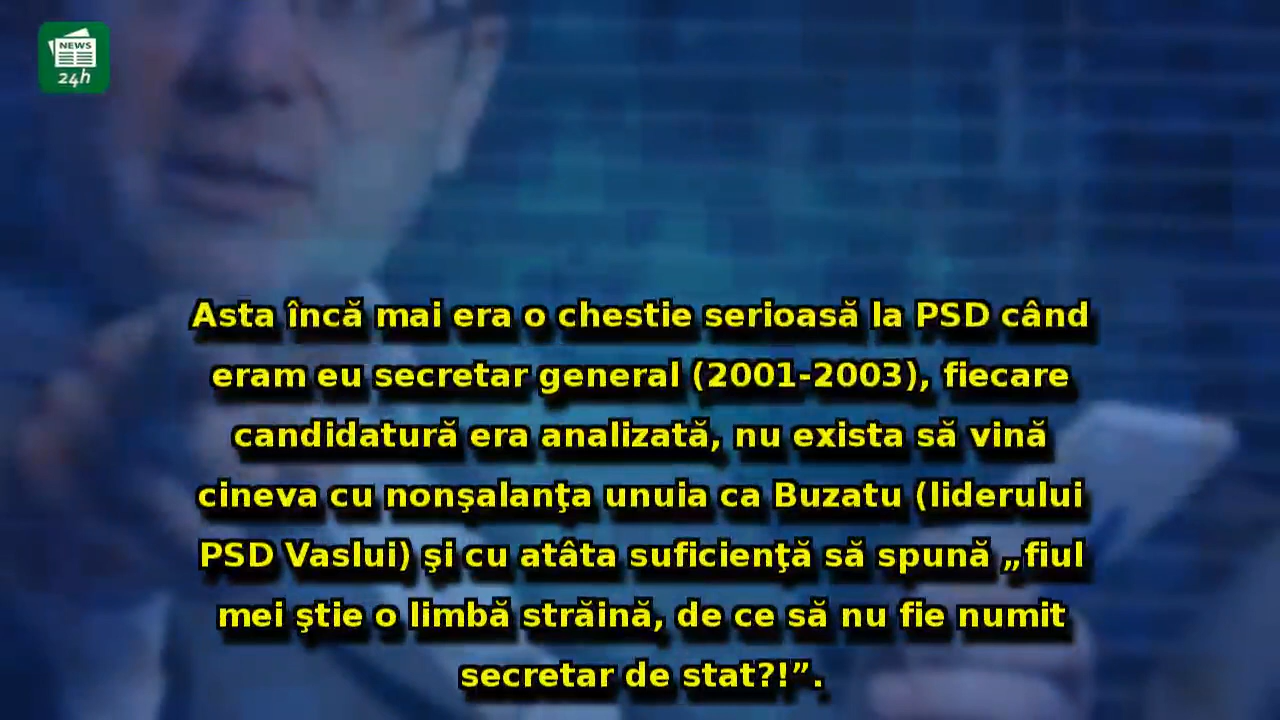 NEWS
24h
Asta încă mai era o chestie serioasă la PSD când
eram eu secretar general (2001-2003), fiecare
candidatură era analizată, nu exista să vină
cineva cu nonşalanţa unuia ca Buzatu (liderului
PSD Vaslui) şi cu atâta suficienţă să spună „fiul
mei ştie o limbă străină, de ce să nu fie numit
secretar de stat?!”.